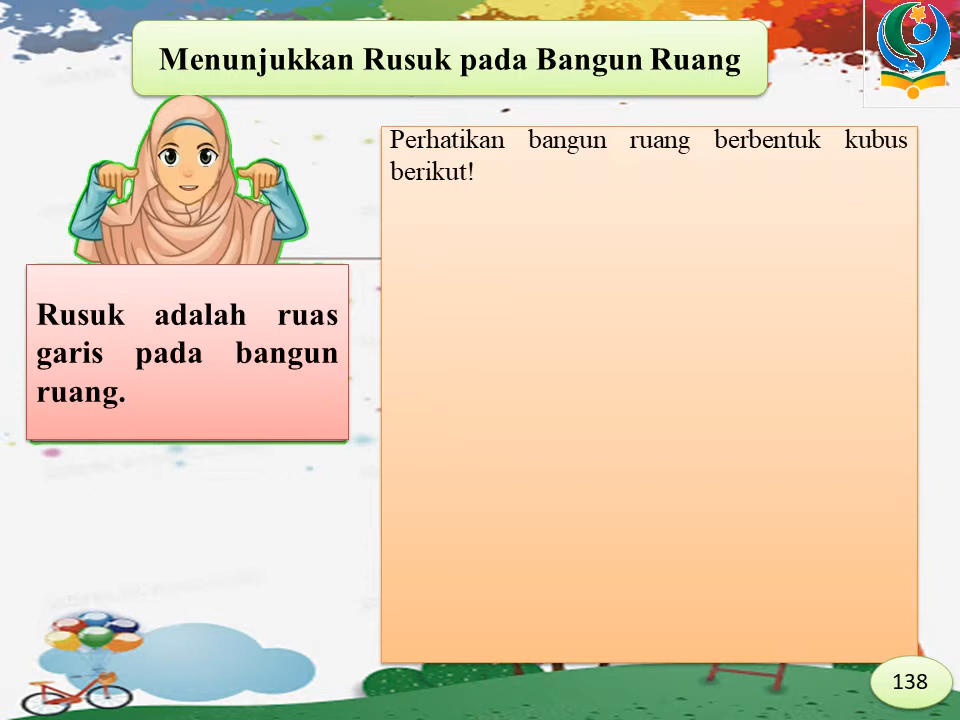 Menunjukkan Rusuk pada Bangun Ruang
Perhatikan bangun ruang berbentuk kubus
berikut!
Rusuk adalah ruas
garis pada bangun
ruang.
138